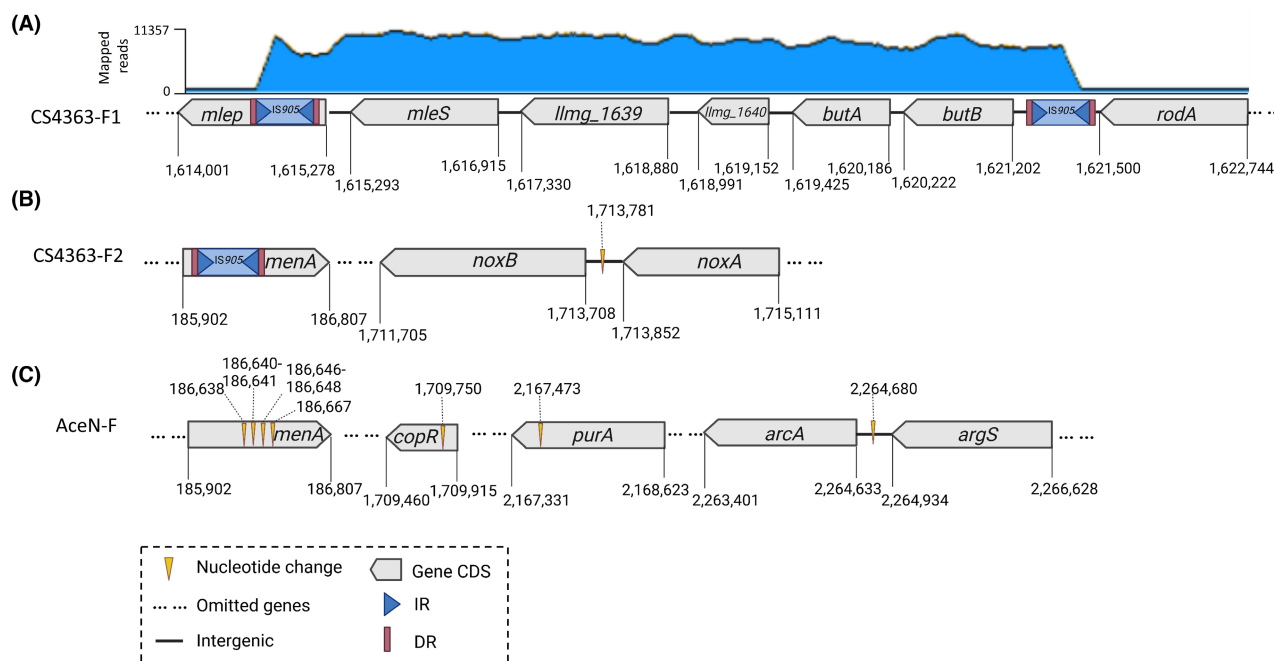 (A)
11357
Mapped
reads
0
CS4363-F1
... ... mlep IS905 mleS llmg_1639 llmg_1640 butA butB IS905 rodA ... ...
1,614,001 1,615,278 1,615,293 1,616,915 1,617,330 1,618,880 1,618,991 1,619,152 1,619,425 1,620,186 1,620,222 1,621,202 1,621,500 1,622,744
(B)
1,713,781
CS4363-F2
... ... IS905 menA ... ... noxB noxA ... ...
185,902 186,807 1,711,705 1,713,708 1,713,852 1,715,111
(C)
186,638 186,640-
186,641
186,646-
186,648
186,667
1,709,750 2,167,473 2,264,680
AceN-F
... ... menA ... ... copR ... ... purA ... ... arcA argS ... ...
185,902 186,807 1,709,460 1,709,915 2,167,331 2,168,623 2,263,401 2,264,633 2,264,934 2,266,628
Nucleotide change Gene CDS
... ... Omitted genes IR
Intergenic DR